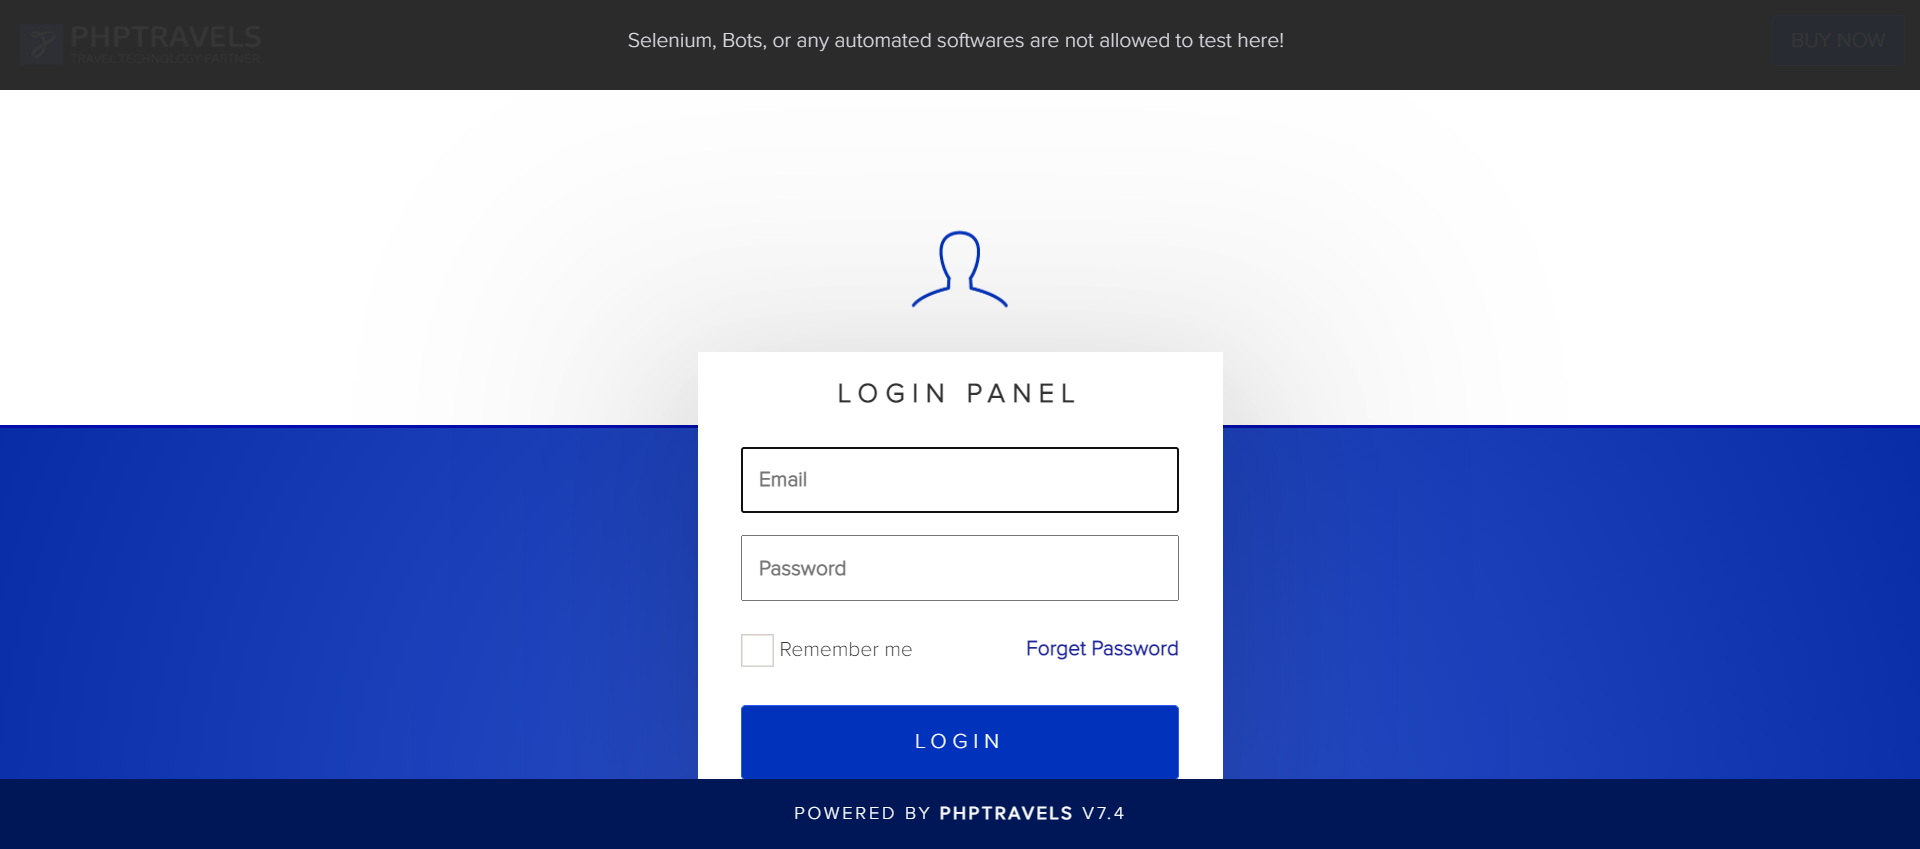 PHPTRAVELS
TRAVEL TECHNOLOGY PARTNER
Selenium, Bots, or any automated softwares are not allowed to test here!
BUY NOW
LOGIN PANEL
Email
Password
Remember me
Forget Password
LOGIN
POWERED BY PHPTRAVELS V7.4